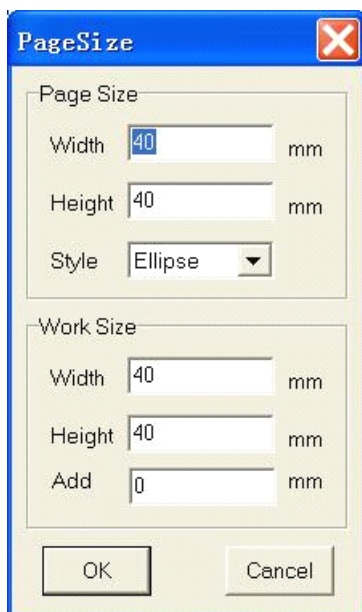 PageSize
Page Size
Width 40 mm
Height 40 mm
Style Ellipse
Work Size
Width 40 mm
Height 40 mm
Add 0 mm
OK Cancel